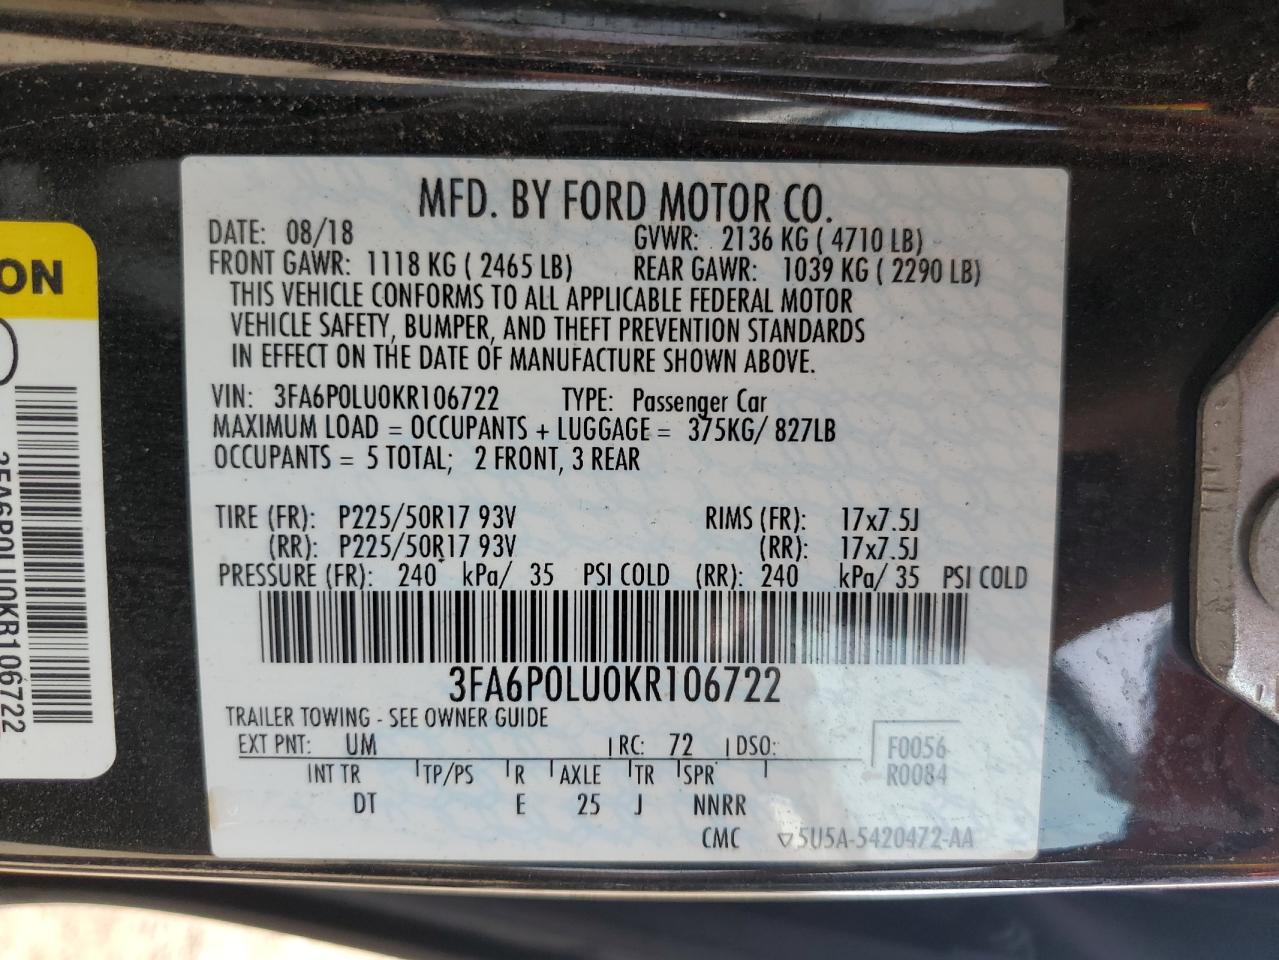 MFD. BY FORD MOTOR CO.
DATE: 08/18 GVWR: 2136 KG ( 4710 LB)
FRONT GAWR: 1118 KG ( 2465 LB) REAR GAWR: 1039 KG ( 2290 LB)
THIS VEHICLE CONFORMS TO ALL APPLICABLE FEDERAL MOTOR
VEHICLE SAFETY, BUMPER, AND THEFT PREVENTION STANDARDS
IN EFFECT ON THE DATE OF MANUFACTURE SHOWN ABOVE.
VIN: 3FA6P0LU0KR106722 TYPE: Passenger Car
MAXIMUM LOAD = OCCUPANTS + LUGGAGE = 375KG/ 827LB
OCCUPANTS = 5 TOTAL; 2 FRONT, 3 REAR
TIRE (FR): P225/50R17 93V RIMS (FR): 17x7.5J
(RR): P225/50R17 93V (RR): 17x7.5J
PRESSURE (FR): 240 kPa/ 35 PSI COLD (RR): 240 kPa/ 35 PSI COLD
3FA6P0LU0KR106722
TRAILER TOWING - SEE OWNER GUIDE
EXT PNT: UM RC: 72 DSO:
F0056
R0084
INT TR TP/PS R AXLE TR SPR
DT E 25 J NNRR
CMC ▽5U5A-5420472-AA
ON
3FA6P0LU0KR106722